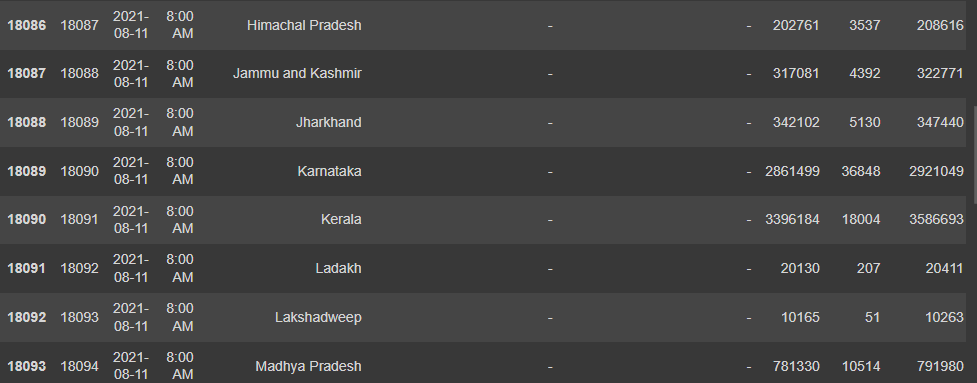 18086 18087 2021-08-11 8:00 AM Himachal Pradesh - - 202761 3537 208616
18087 18088 2021-08-11 8:00 AM Jammu and Kashmir - - 317081 4392 322771
18088 18089 2021-08-11 8:00 AM Jharkhand - - 342102 5130 347440
18089 18090 2021-08-11 8:00 AM Karnataka - - 2861499 36848 2921049
18090 18091 2021-08-11 8:00 AM Kerala - - 3396184 18004 3586693
18091 18092 2021-08-11 8:00 AM Ladakh - - 20130 207 20411
18092 18093 2021-08-11 8:00 AM Lakshadweep - - 10165 51 10263
18093 18094 2021-08-11 8:00 AM Madhya Pradesh - - 781330 10514 791980